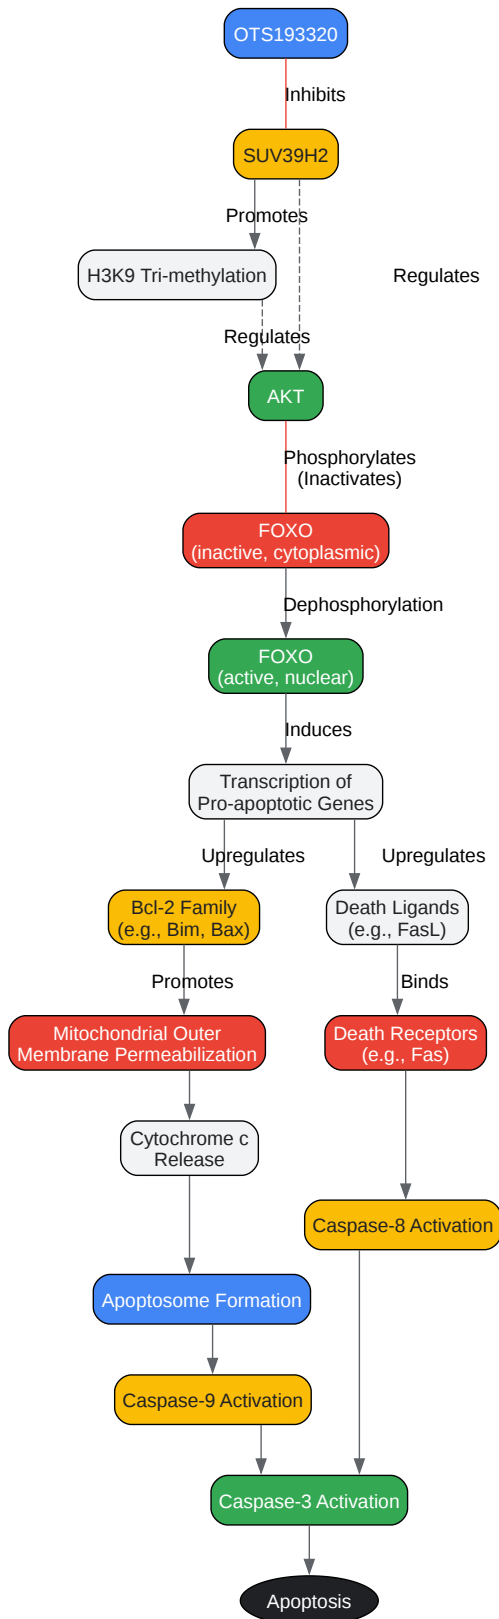 OTS193320
Inhibits
SUV39H2
Promotes
H3K9 Tri-methylation
Regulates
Regulates
AKT
Phosphorylates
(Inactivates)
FOXO
(inactive, cytoplasmic)
Dephosphorylation
FOXO
(active, nuclear)
Induces
Transcription of
Pro-apoptotic Genes
Upregulates
Upregulates
Bcl-2 Family
(e.g., Bim, Bax)
Death Ligands
(e.g., FasL)
Promotes
Binds
Mitochondrial Outer
Membrane Permeabilization
Death Receptors
(e.g., Fas)
Cytochrome c
Release
Caspase-8 Activation
Apoptosome Formation
Caspase-9 Activation
Caspase-3 Activation
Apoptosis